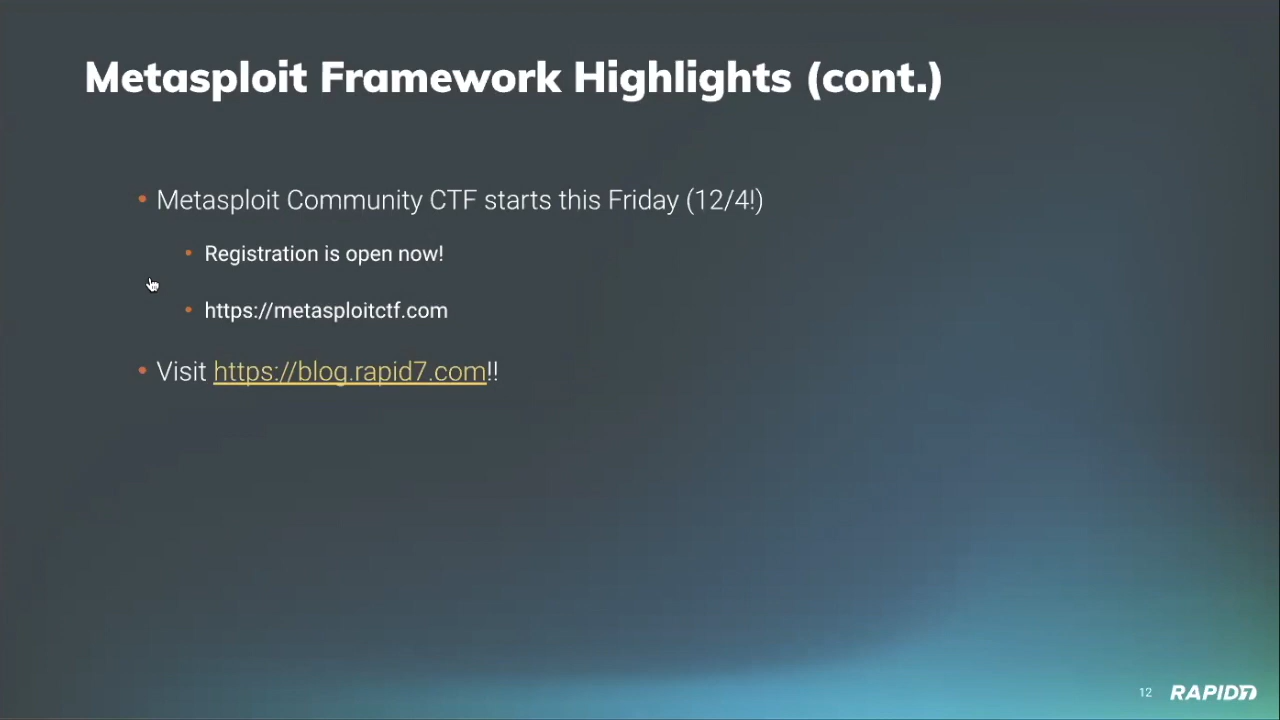 Metasploit Framework Highlights (cont.)
• Metasploit Community CTF starts this Friday (12/4!)
• Registration is open now!
• https://metasploitctf.com
• Visit https://blog.rapid7.com!!
12 RAPID7